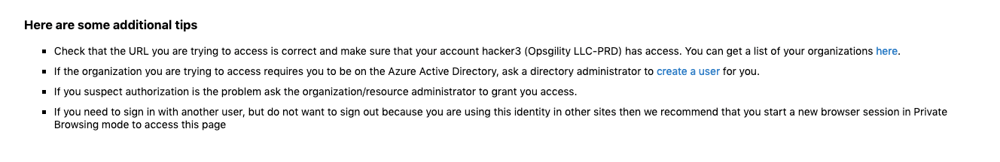 Here are some additional tips
Check that the URL you are trying to access is correct and make sure that your account hacker3 (Opsgility LLC-PRD) has access. You can get a list of your organizations here.
If the organization you are trying to access requires you to be on the Azure Active Directory, ask a directory administrator to create a user for you.
If you suspect authorization is the problem ask the organization/resource administrator to grant you access.
If you need to sign in with another user, but do not want to sign out because you are using this identity in other sites then we recommend that you start a new browser session in Private
Browsing mode to access this page